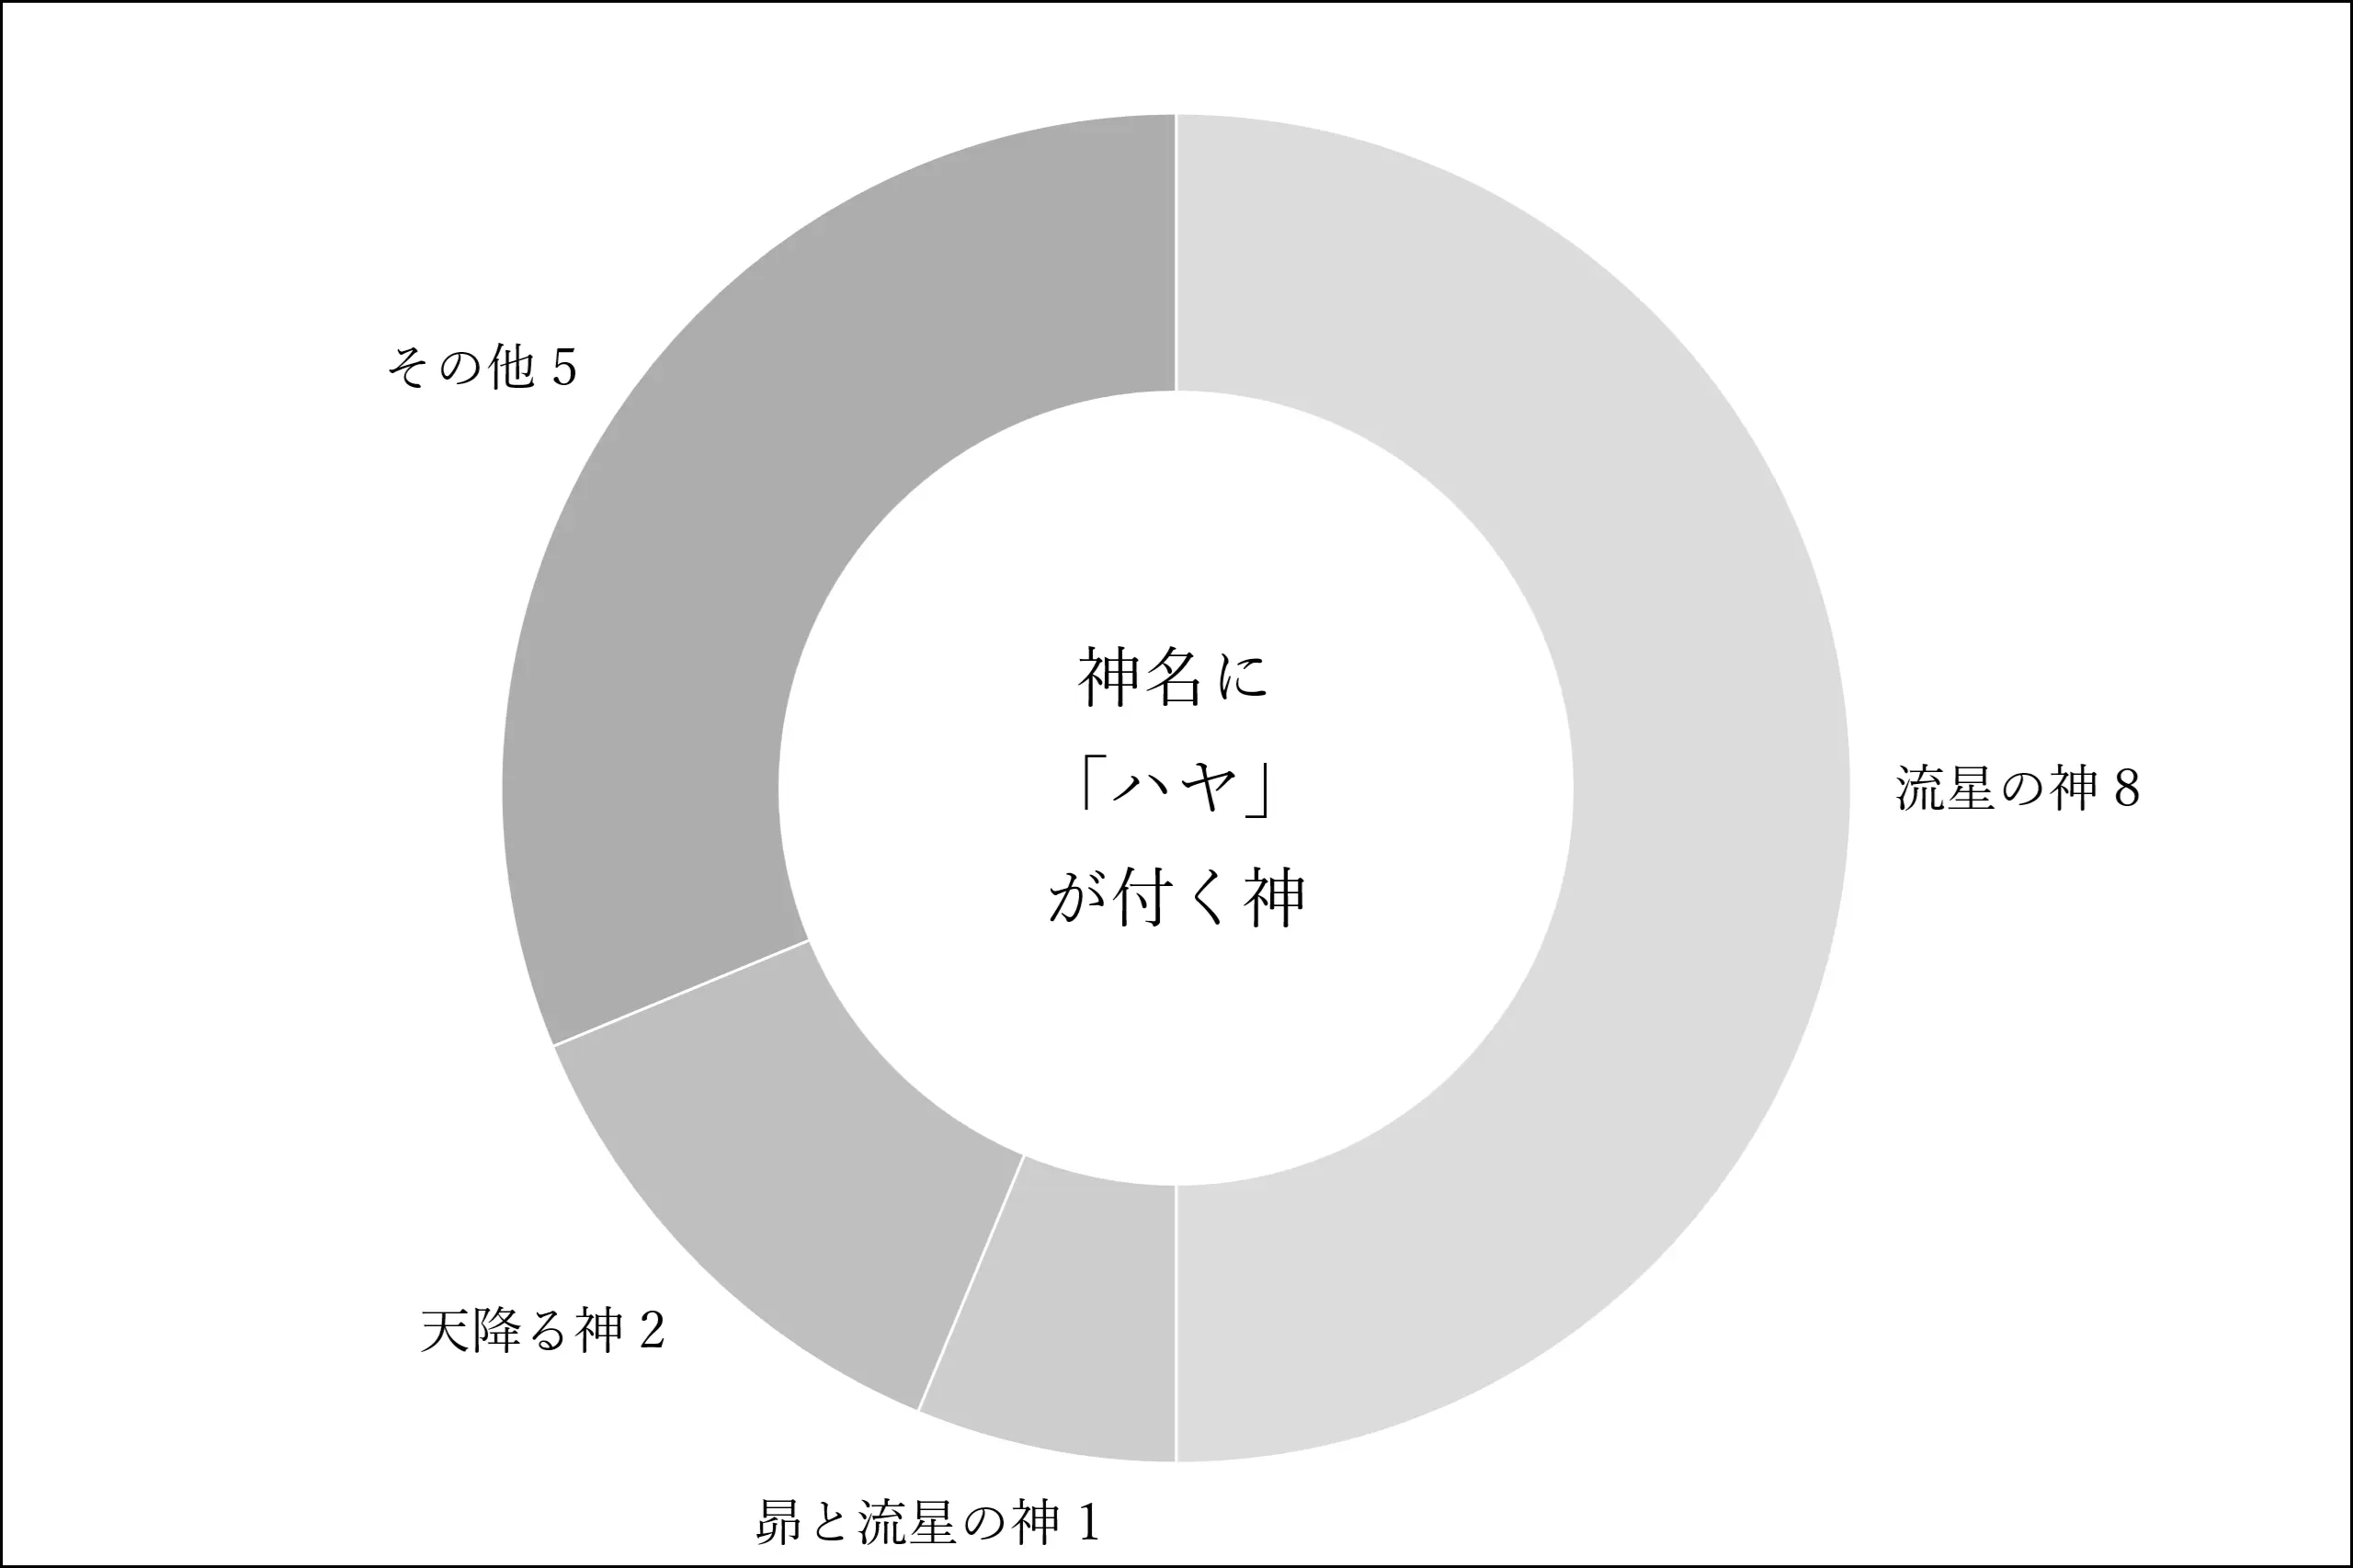 神名に
「ハヤ」
が付く神
流星の神 8
昴と流星の神 1
天降る神 2
その他 5